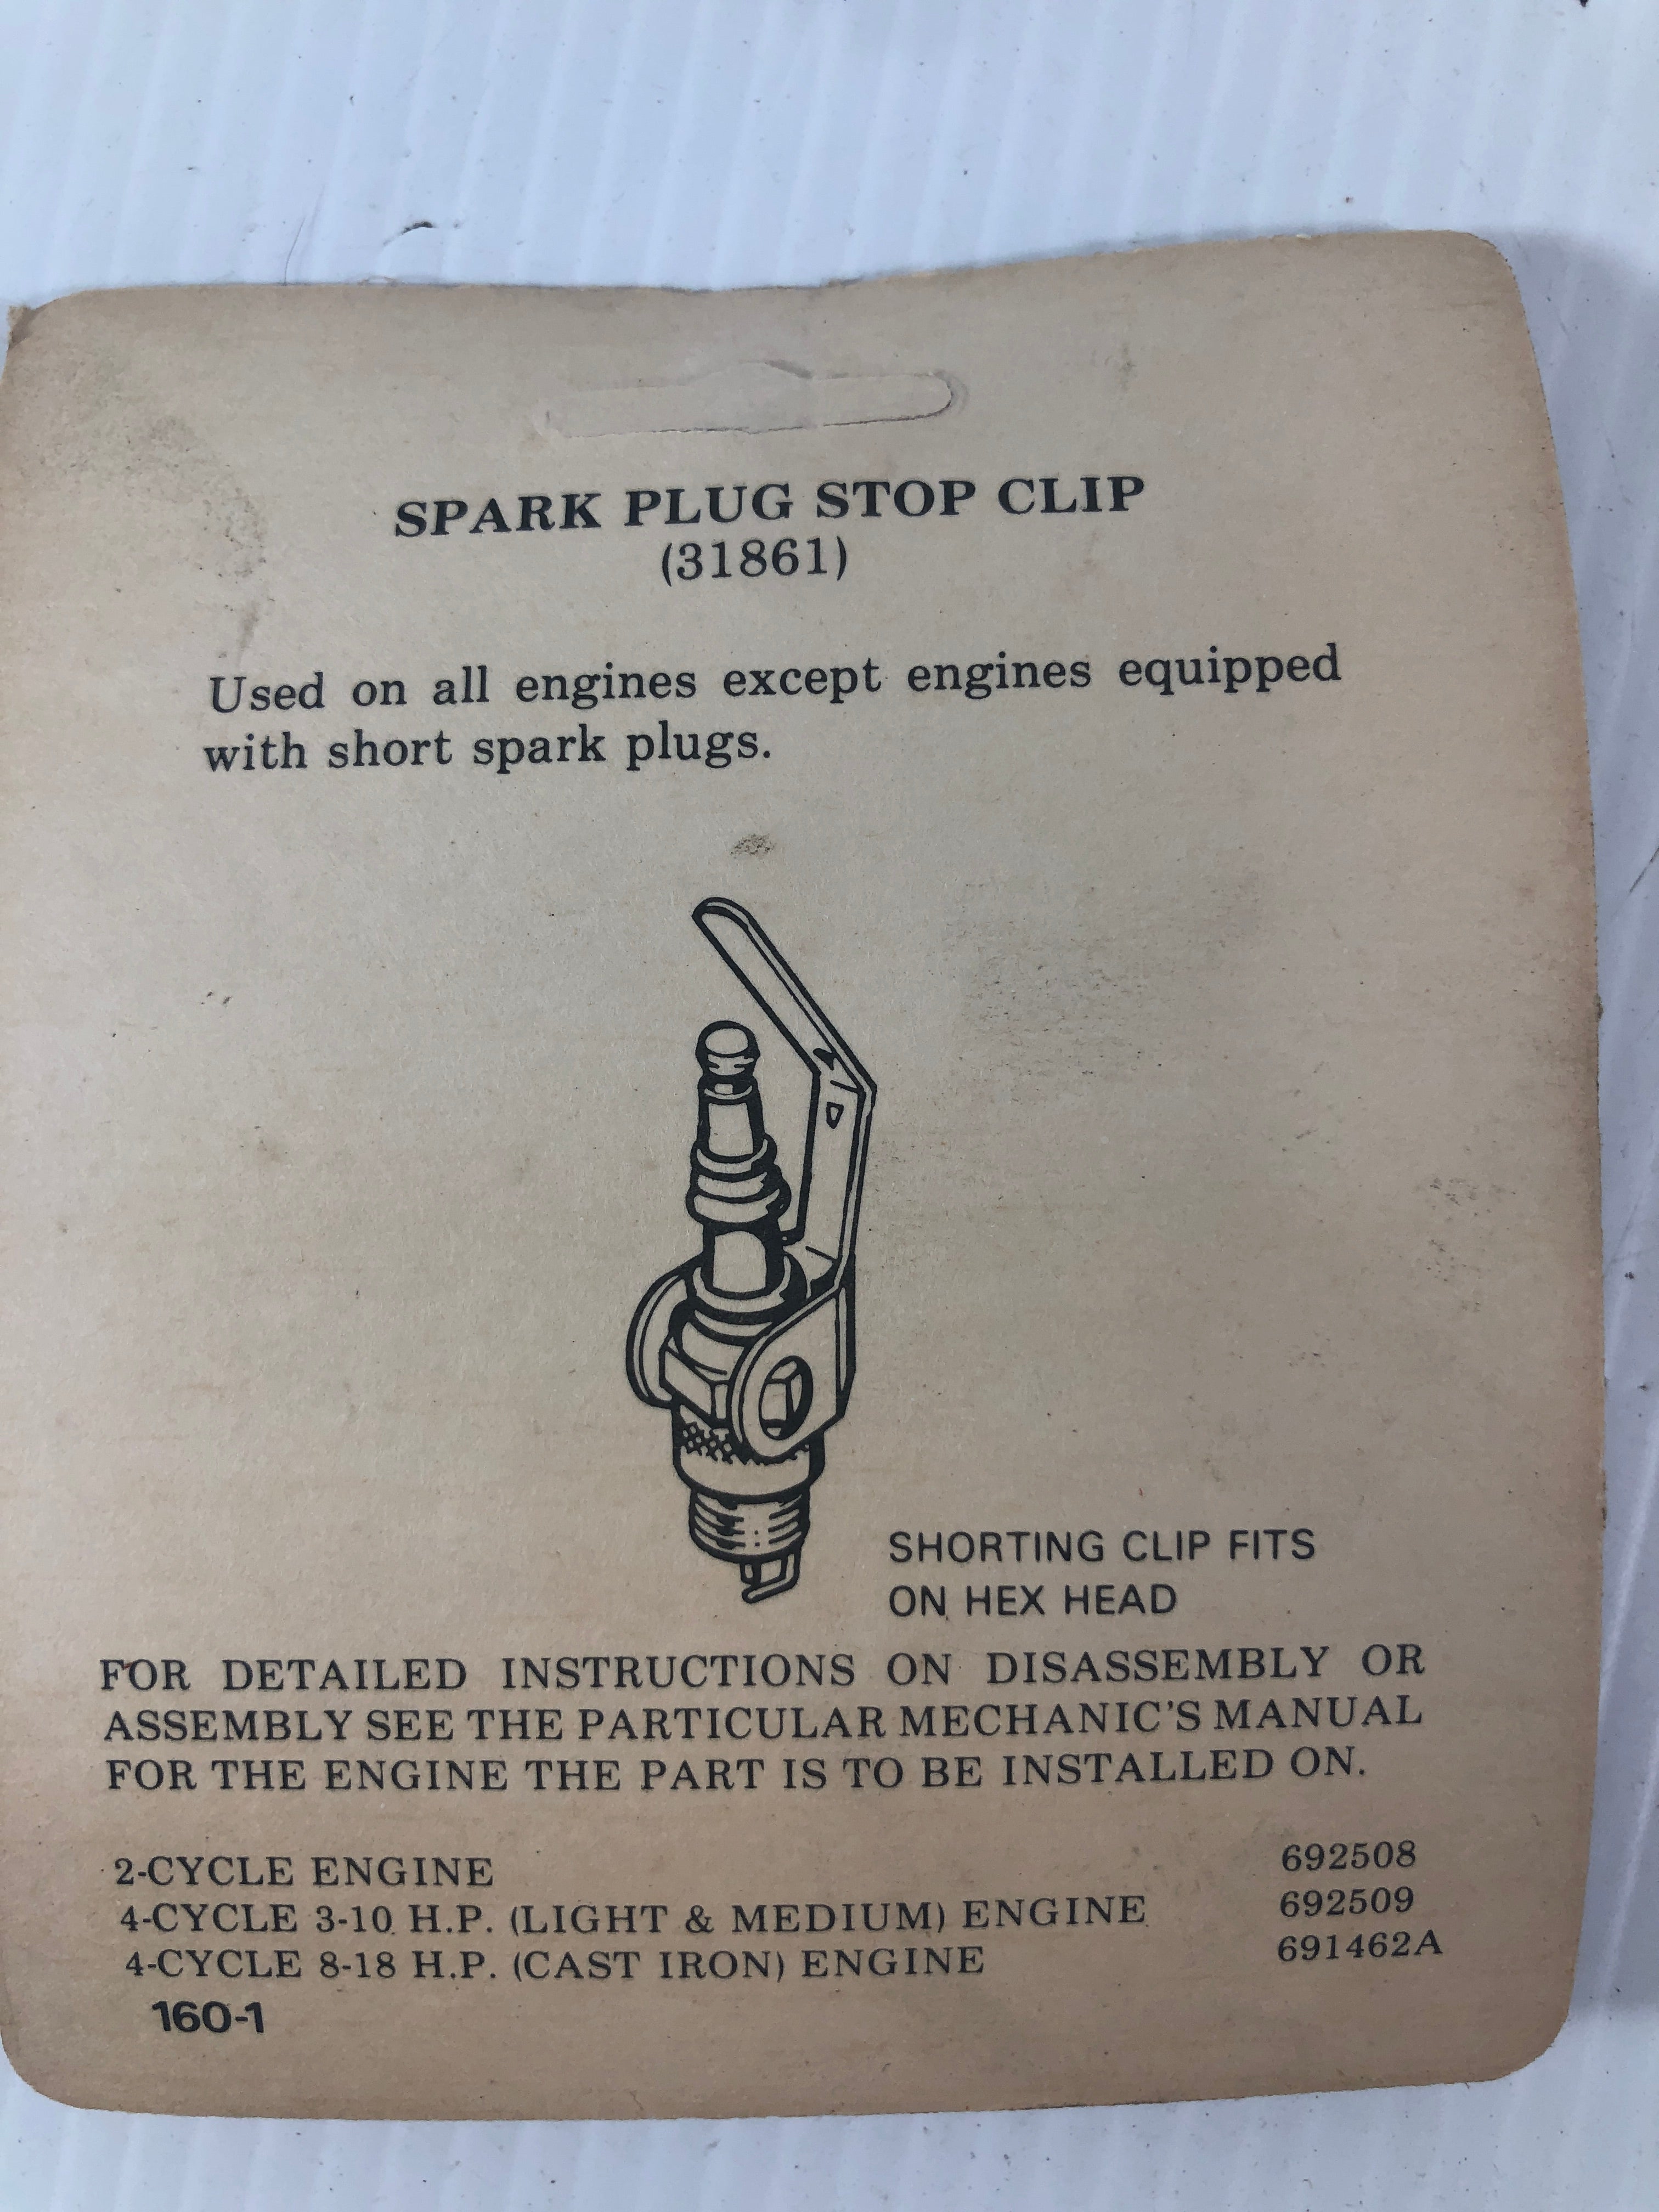 SPARK PLUG STOP CLIP
(31861)
Used on all engines except engines equipped
with short spark plugs.
SHORTING CLIP FITS
ON HEX HEAD
FOR DETAILED INSTRUCTIONS ON DISASSEMBLY OR
ASSEMBLY SEE THE PARTICULAR MECHANIC'S MANUAL
FOR THE ENGINE THE PART IS TO BE INSTALLED ON.
2-CYCLE ENGINE 692508
4-CYCLE 3-10 H.P. (LIGHT & MEDIUM) ENGINE 692509
4-CYCLE 8-18 H.P. (CAST IRON) ENGINE 691462A
160-1